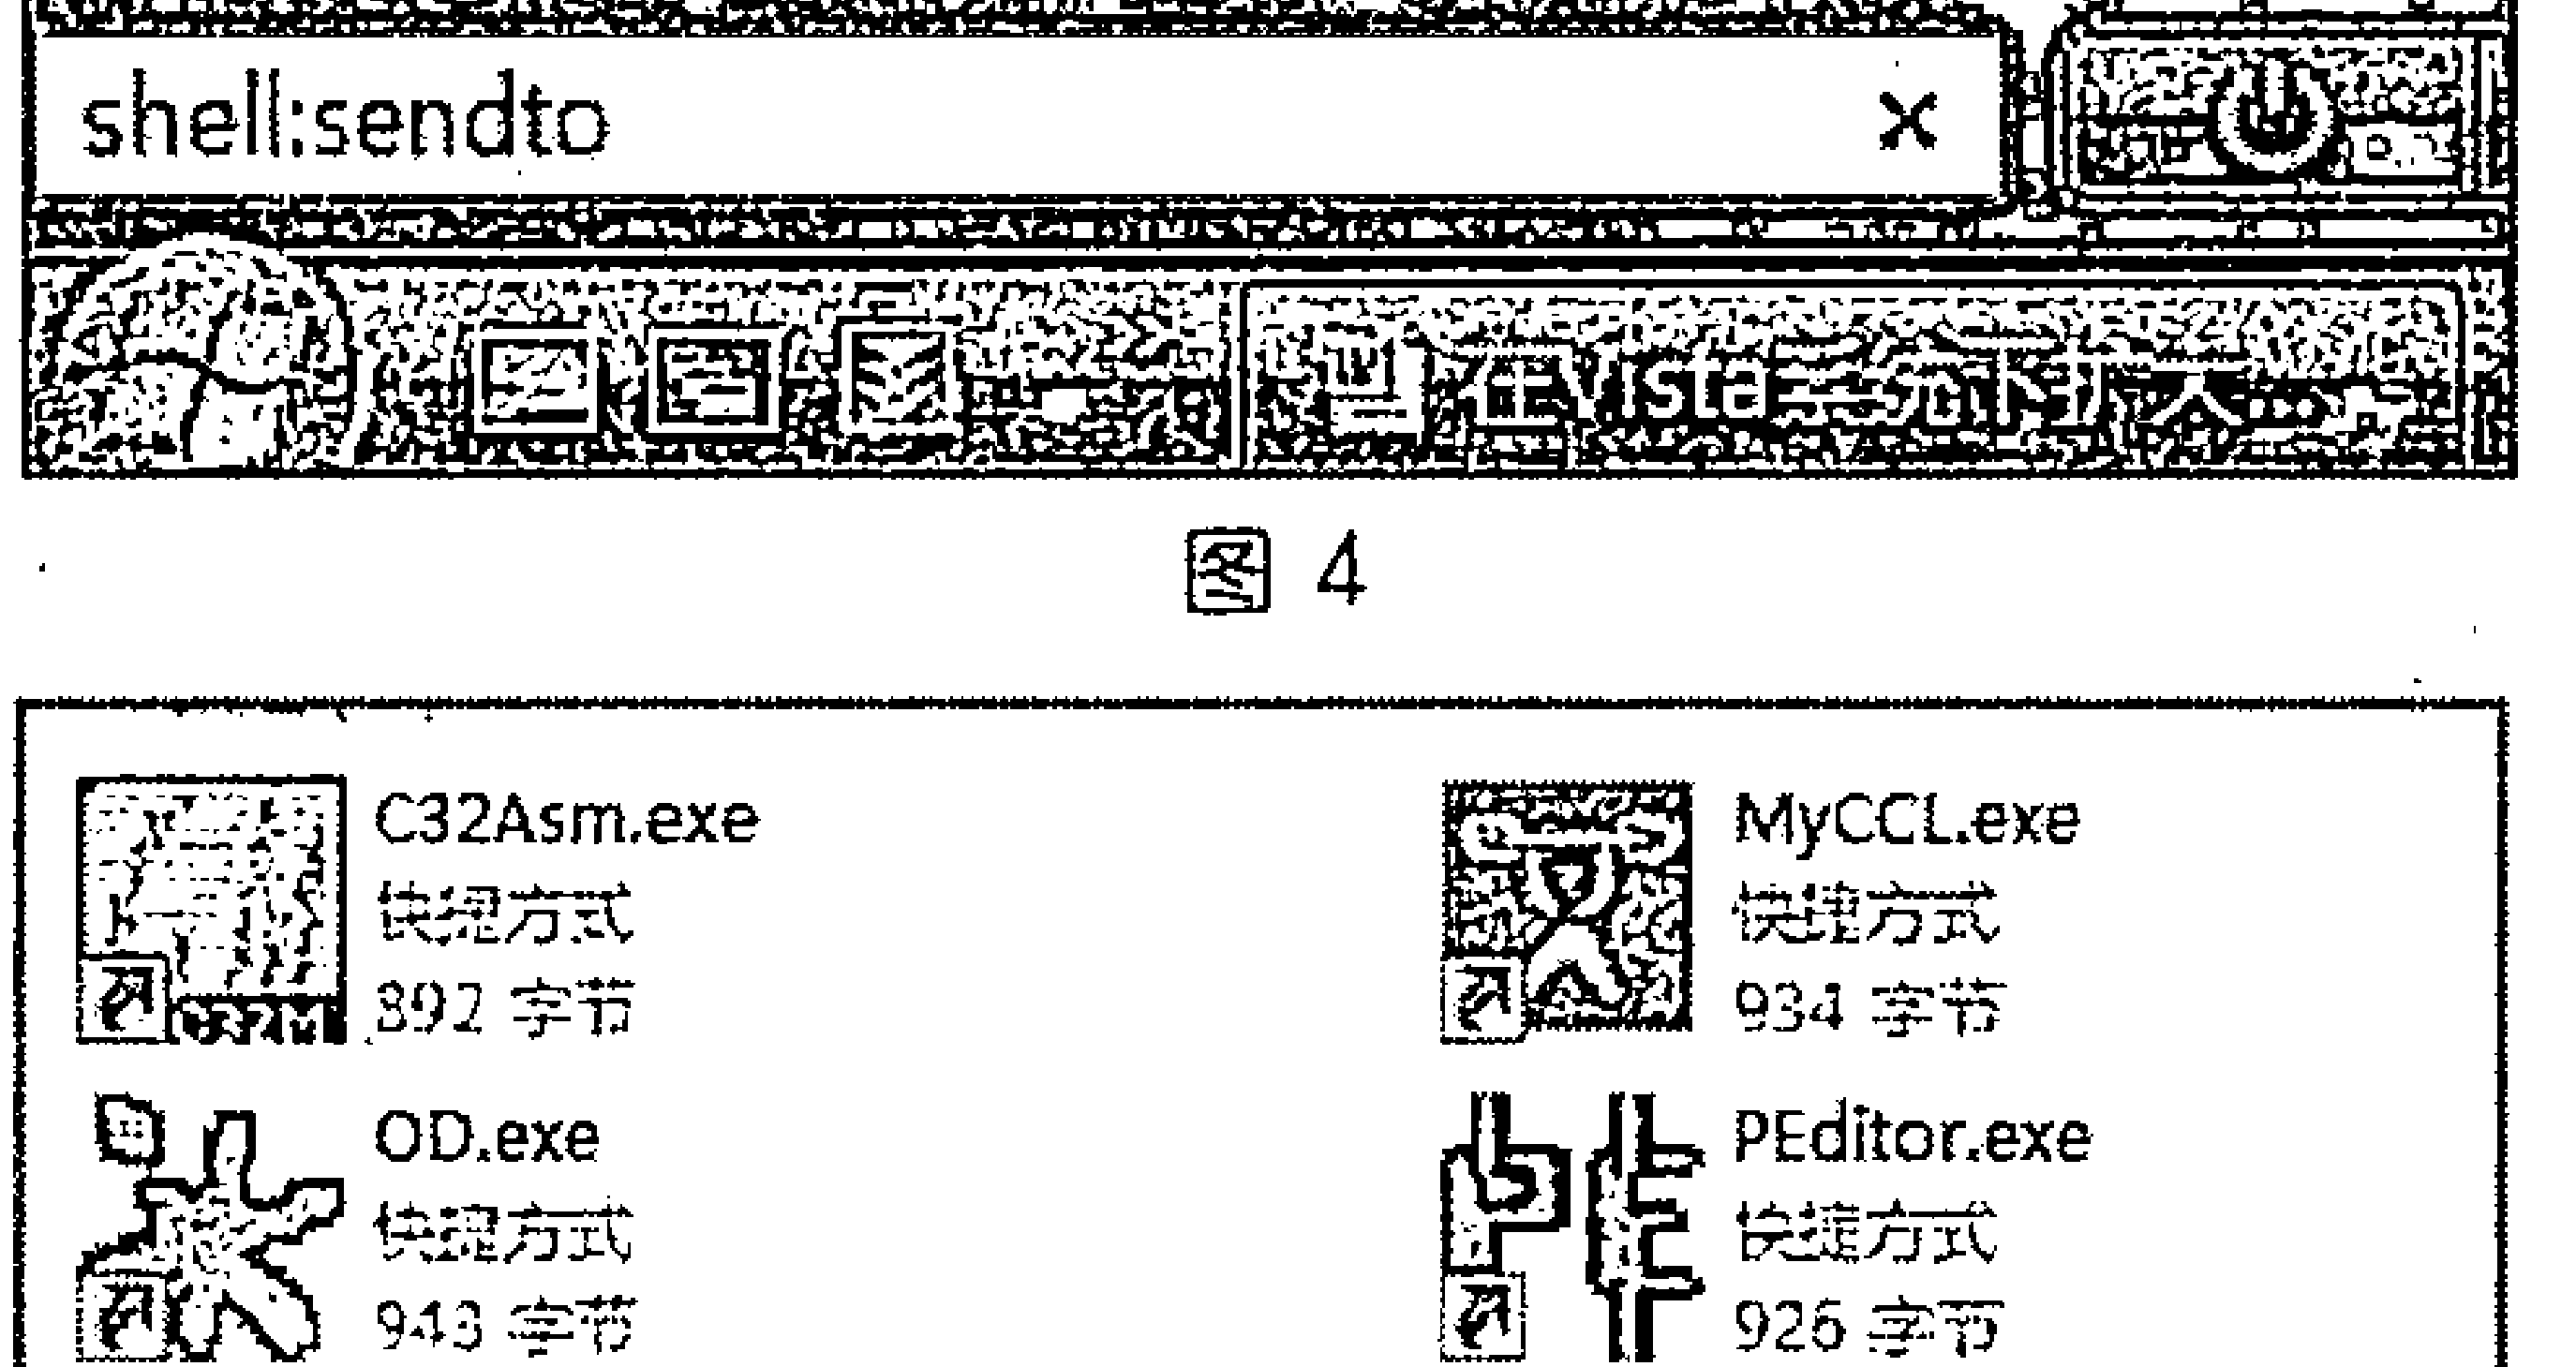 shell:sendto
图 4
C32Asm.exe
快捷方式
892 字节
MyCCL.exe
快捷方式
934 字节
OD.exe
快捷方式
943 字节
PEditor.exe
快捷方式
926 字节